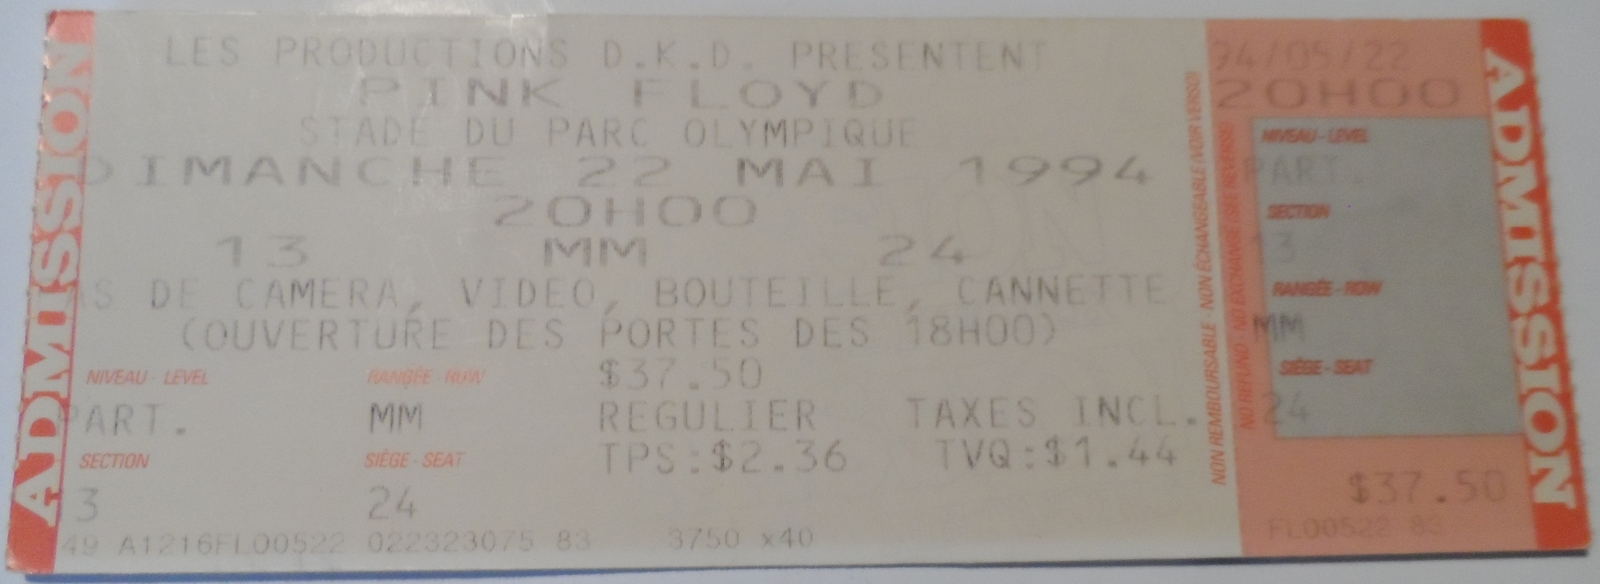 ADMISSION
LES PRODUCTIONS D.K.D. PRESENTENT
PINK FLOYD
STADE DU PARC OLYMPIQUE
DIMANCHE 22 MAI 1994
20H00
13 MM 24
AS DE CAMERA, VIDEO, BOUTEILLE, CANNETTE
(OUVERTURE DES PORTES DES 18H00)
NIVEAU - LEVEL RANGÉE - ROW $37.50
PART. MM REGULIER TAXES INCL.
SECTION SIÈGE - SEAT TPS:$2.36 TVQ:$1.44
3 24
49 A1216FL00522 022323075 83 3750 x40
NON REMBOURSABLE NON ÉCHANGEABLE (VOIR VERSO)
NO REFUND - NO EXCHANGE (SEE REVERSE)
94/05/22
20H00
NIVEAU - LEVEL
PART.
SECTION
13
RANGÉE - ROW
MM
SIÈGE - SEAT
24
$37.50
FL00522 83
ADMISSION